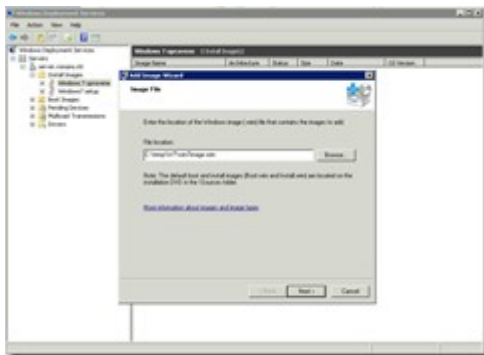 Windows Deployment Services
File Action View Help
Windows Deployment Services
Servers
Install Images
Boot Images
Pending Devices
Multicast Transmissions
Drivers
Image Name Architecture Status Size Date OS Version
Add Image Wizard
Image File
Enter the location of the Windows image (.wim) file that contains the images to add.
File location:
Browse...
Note: The default boot and install images (Boot.wim and Install.wim) are located on the
installation DVD in the \Sources folder.
More information about images and image types
< Back Next > Cancel